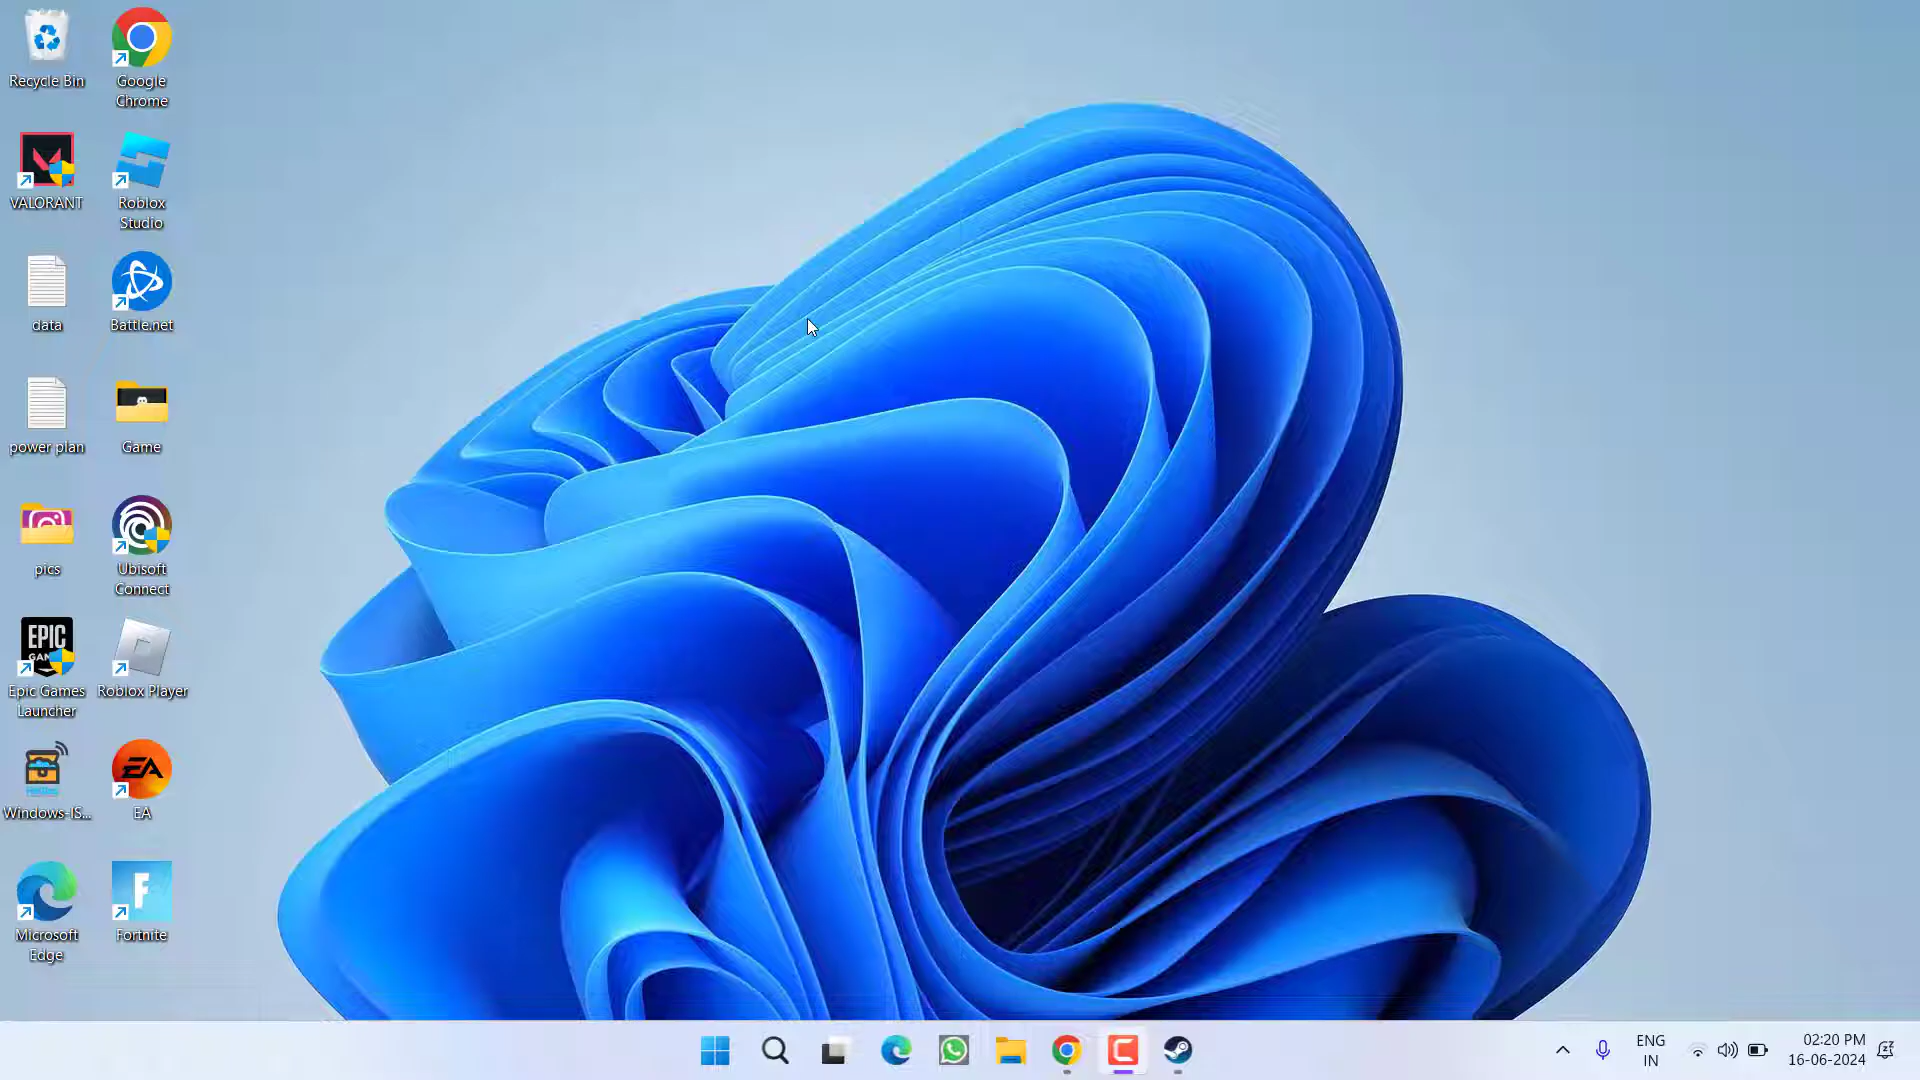 Recycle Bin
Google
Chrome
VALORANT
Roblox
Studio
data
Battle.net
power plan
Game
pics
Ubisoft
Connect
EPIC
Epic Games
Launcher
Roblox Player
Windows-IS...
EA
EA
Microsoft
Edge
F
Fortnite
ENG
IN
02:20 PM
16-06-2024